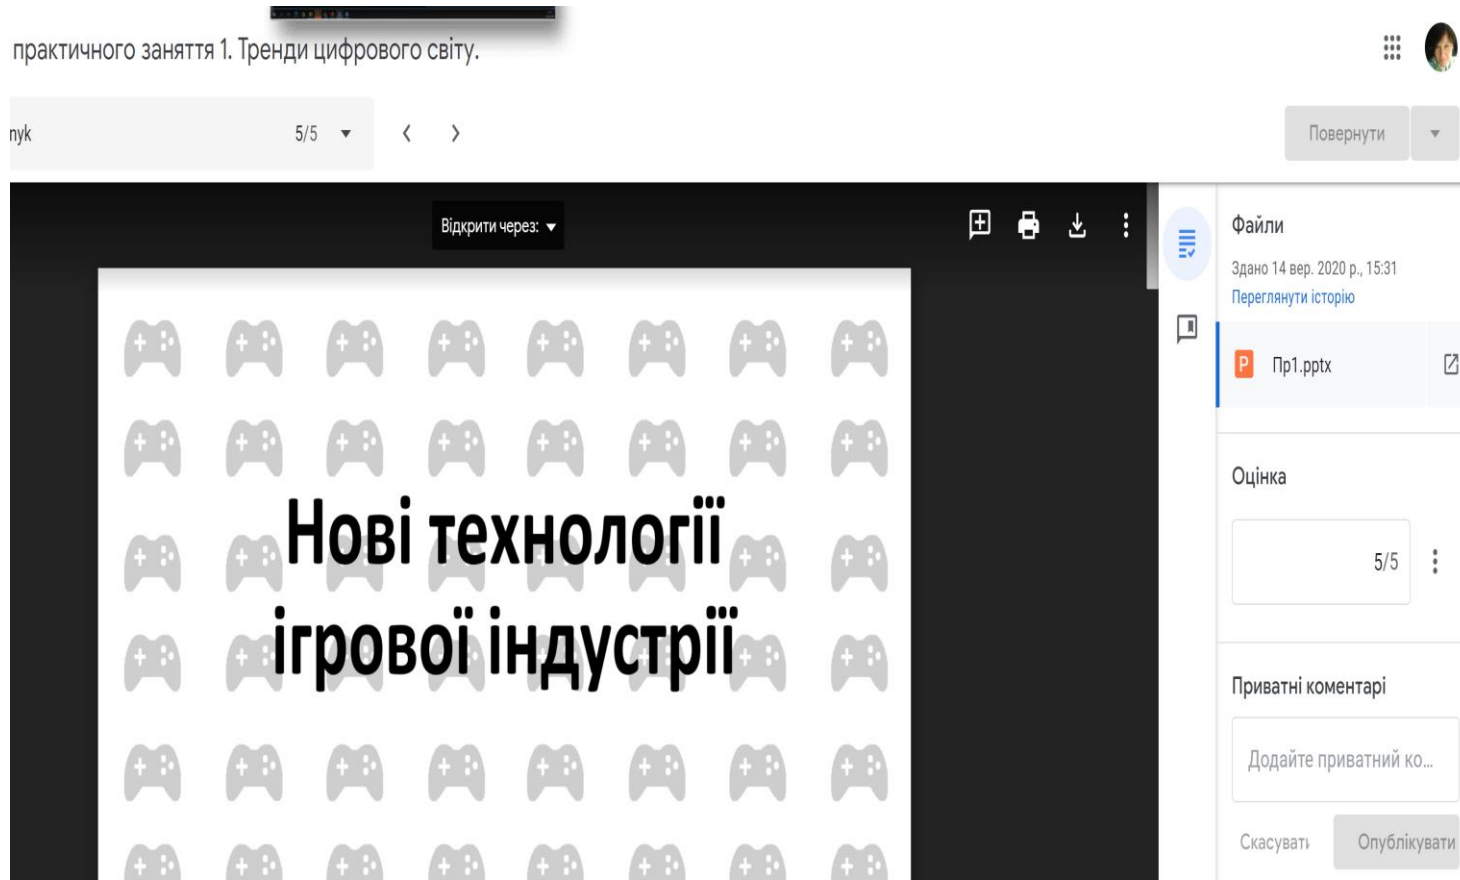 практичного заняття 1. Тренди цифрового світу.
nyk
5/5
Повернути
Відкрити через:
Файли
Здано 14 вер. 2020 р., 15:31
Переглянути історію
P
Пр1.pptx
Оцінка
5/5
Приватні коментарі
Додайте приватний ко...
Скасувати
Опублікувати
Нові технології
ігрової індустрії